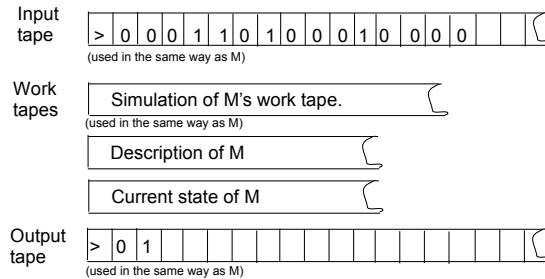 Input tape
> 0 0 0 1 1 0 1 0 0 0 1 0 0 0 0
(used in the same way as M)
Work tapes
Simulation of M's work tape.
(used in the same way as M)
Description of M
Current state of M
Output tape
> 0 1
(used in the same way as M)